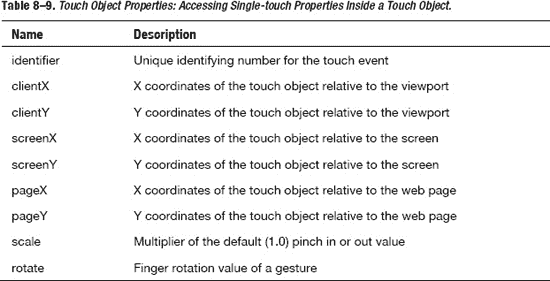 Table 8–9. Touch Object Properties: Accessing Single-touch Properties Inside a Touch Object.
Name Description
identifier Unique identifying number for the touch event
clientX X coordinates of the touch object relative to the viewport
clientY Y coordinates of the touch object relative to the viewport
screenX X coordinates of the touch object relative to the screen
screenY Y coordinates of the touch object relative to the screen
pageX X coordinates of the touch object relative to the web page
pageY Y coordinates of the touch object relative to the web page
scale Multiplier of the default (1.0) pinch in or out value
rotate Finger rotation value of a gesture